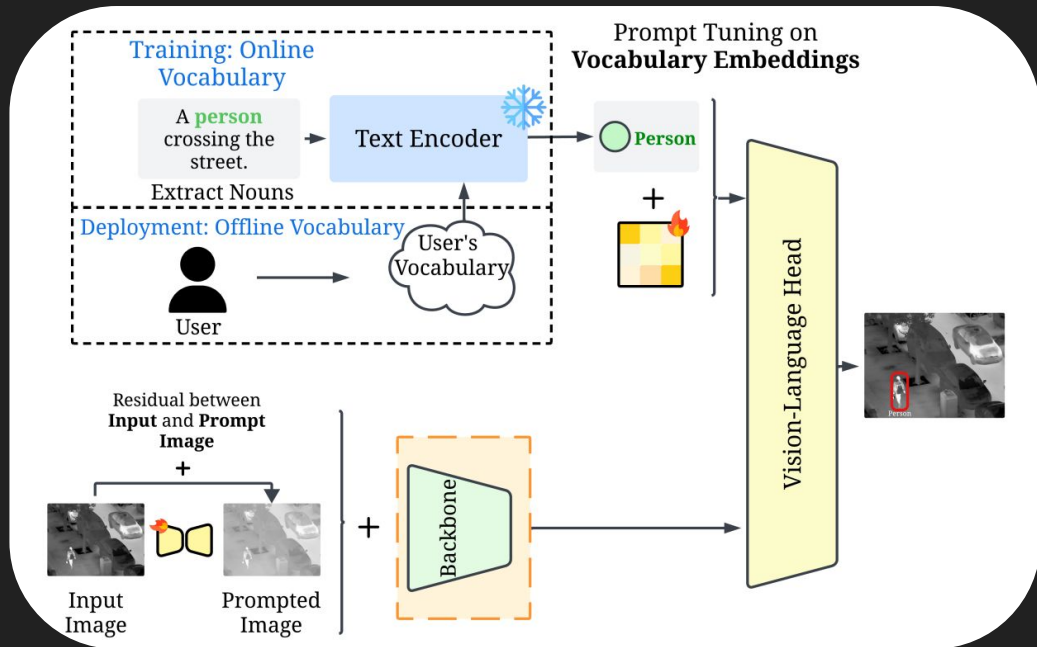 Training: Online
Vocabulary
A person
crossing the
street.
Extract Nouns
Text Encoder
Prompt Tuning on
Vocabulary Embeddings
Person
+
Deployment: Offline Vocabulary
User
User's
Vocabulary
Vision-Language Head
Person
Residual between
Input and Prompt
Image
+
Input
Image
Prompted
Image
+
Backbone